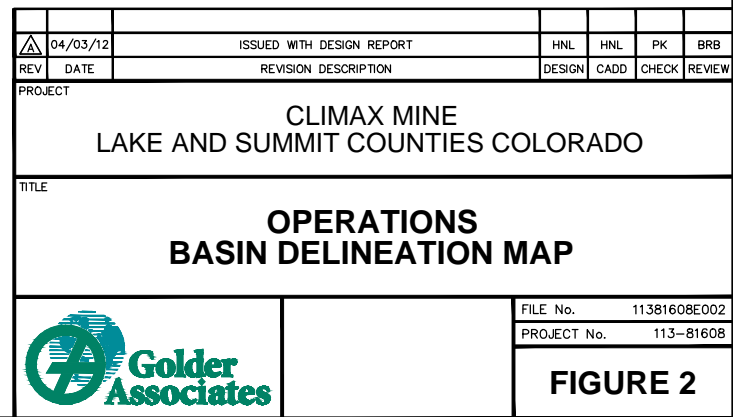 A 04/03/12 ISSUED WITH DESIGN REPORT HNL HNL PK BRB
REV DATE REVISION DESCRIPTION DESIGN CADD CHECK REVIEW
PROJECT
CLIMAX MINE
LAKE AND SUMMIT COUNTIES COLORADO
TITLE
OPERATIONS
BASIN DELINEATION MAP
FILE No. 11381608E002
PROJECT No. 113-81608
Golder
Associates
FIGURE 2